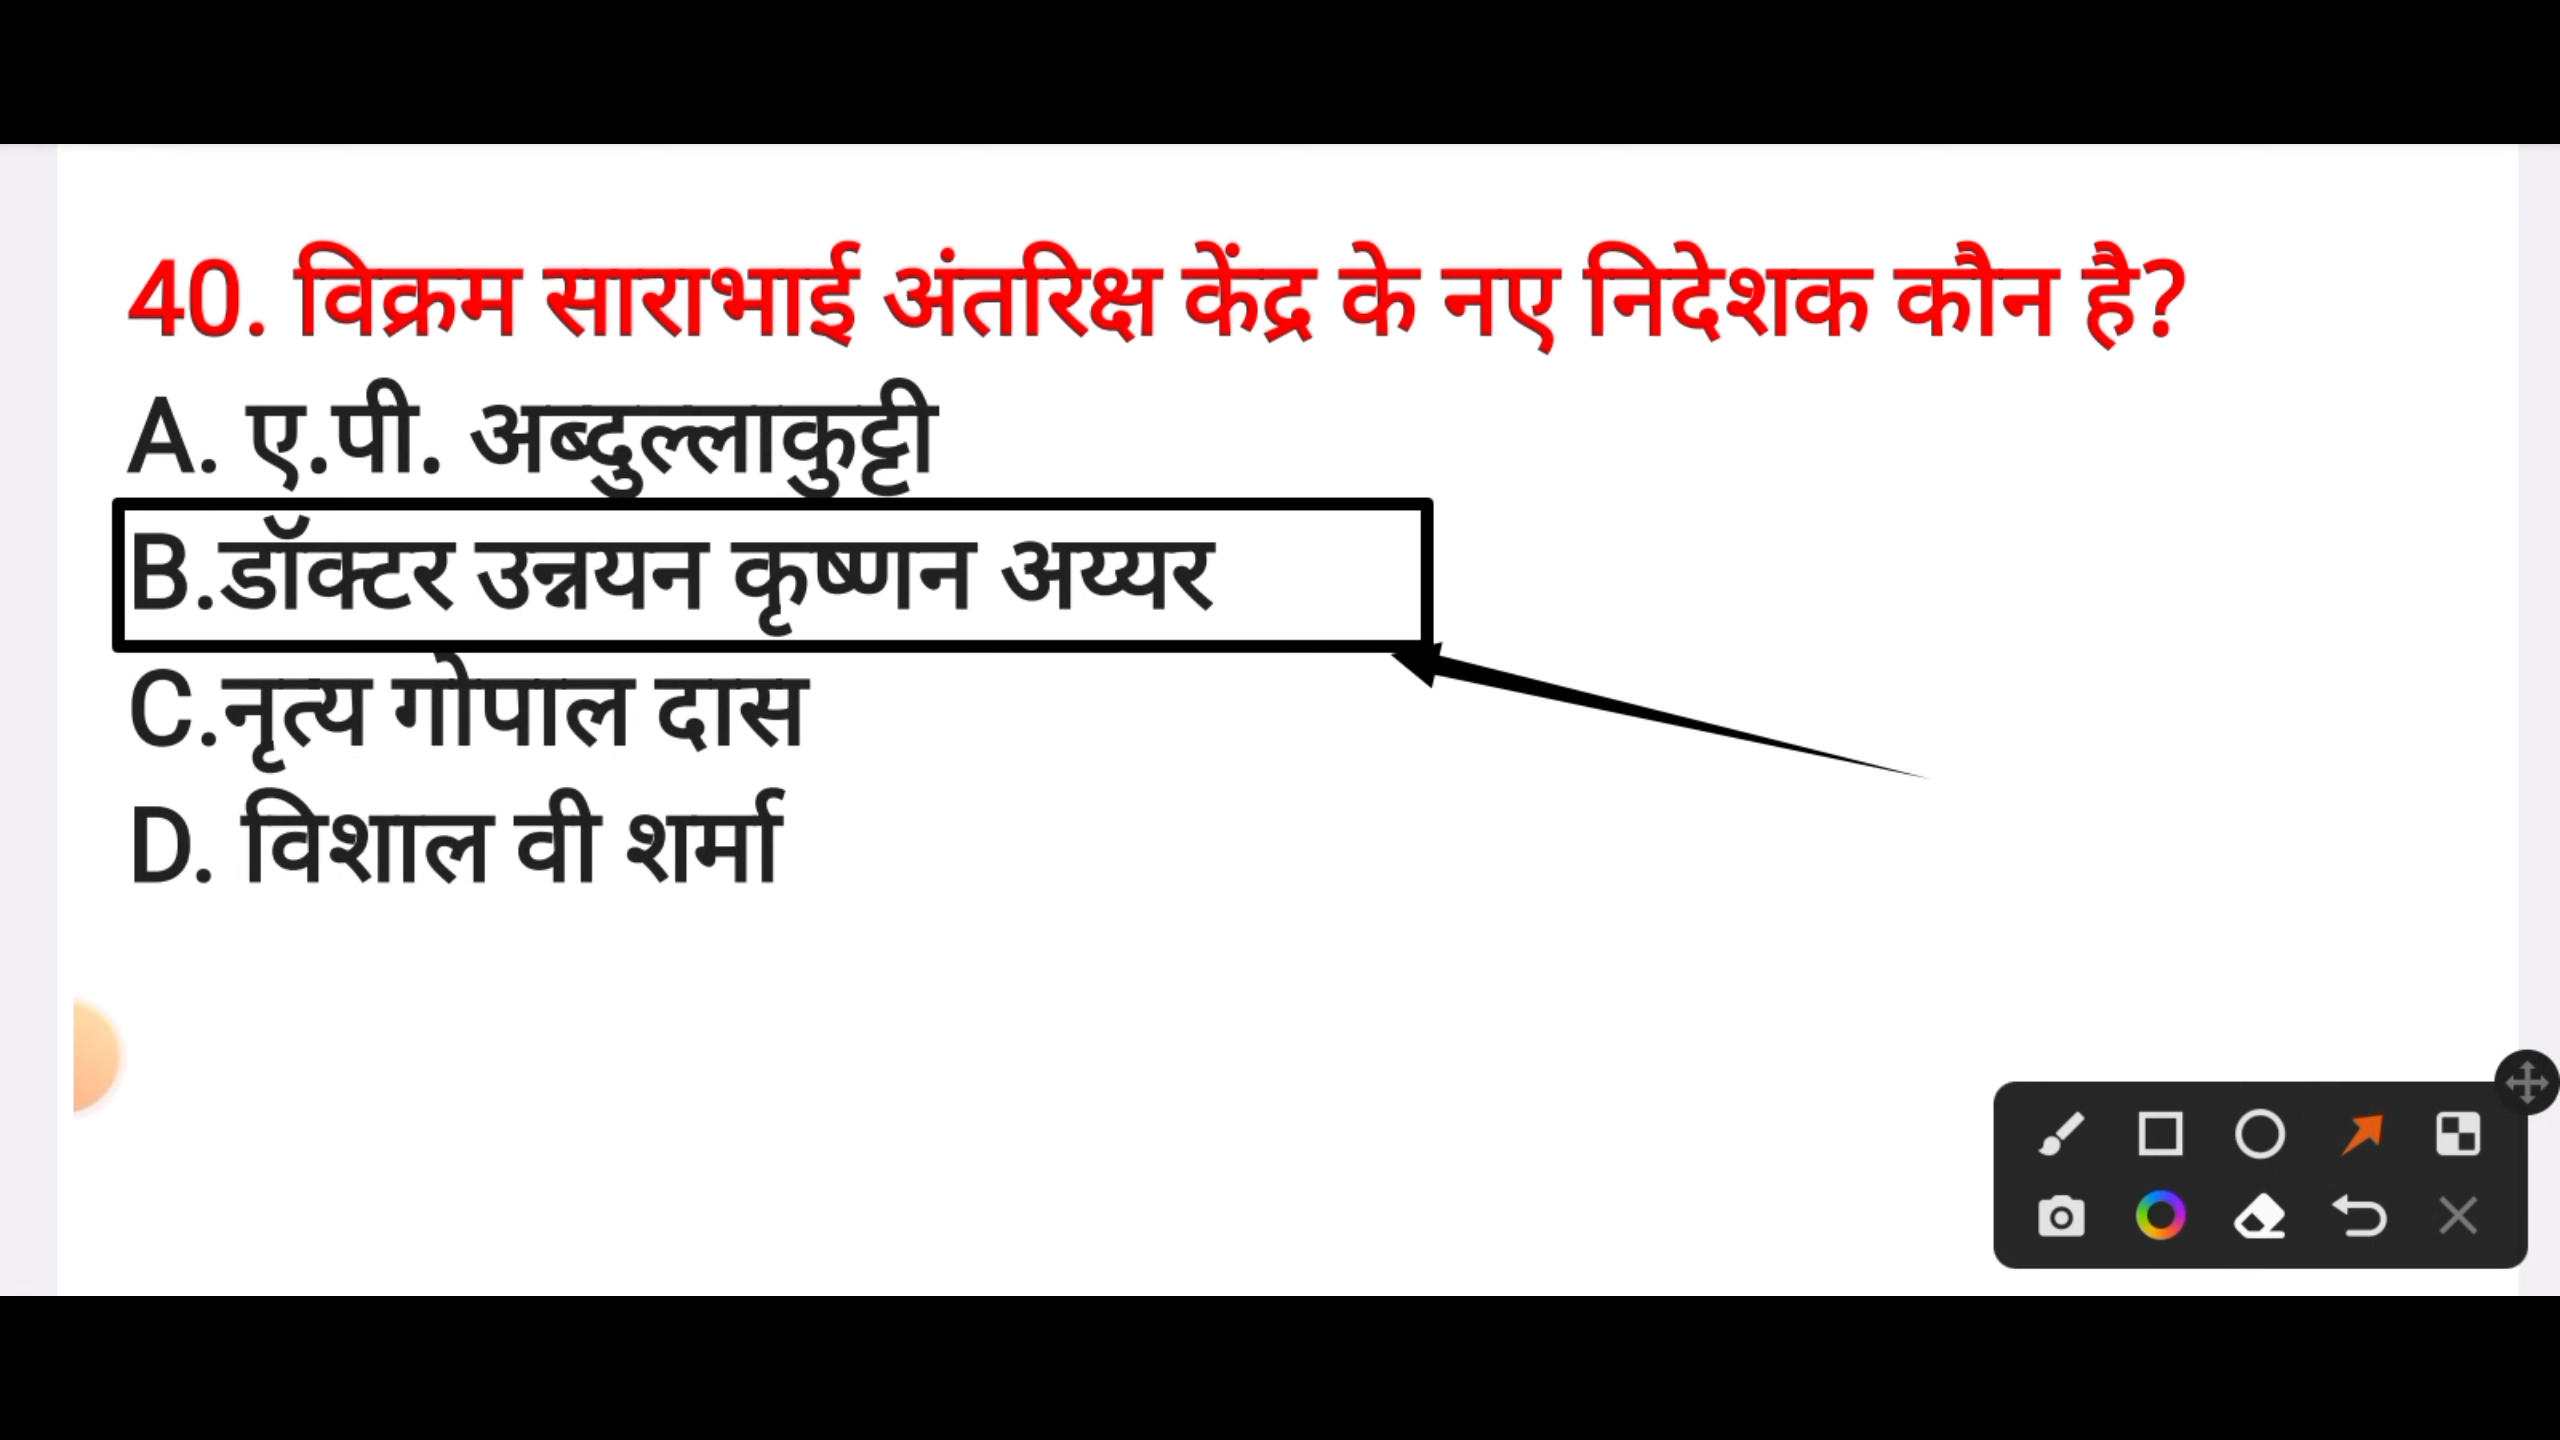 40. विक्रम साराभाई अंतरिक्ष केंद्र के नए निदेशक कौन है?
A. ए.पी. अब्दुल्लाकुट्टी
B.डॉक्टर उन्नयन कृष्णन अय्यर
C.नृत्य गोपाल दास
D. विशाल वी शर्मा